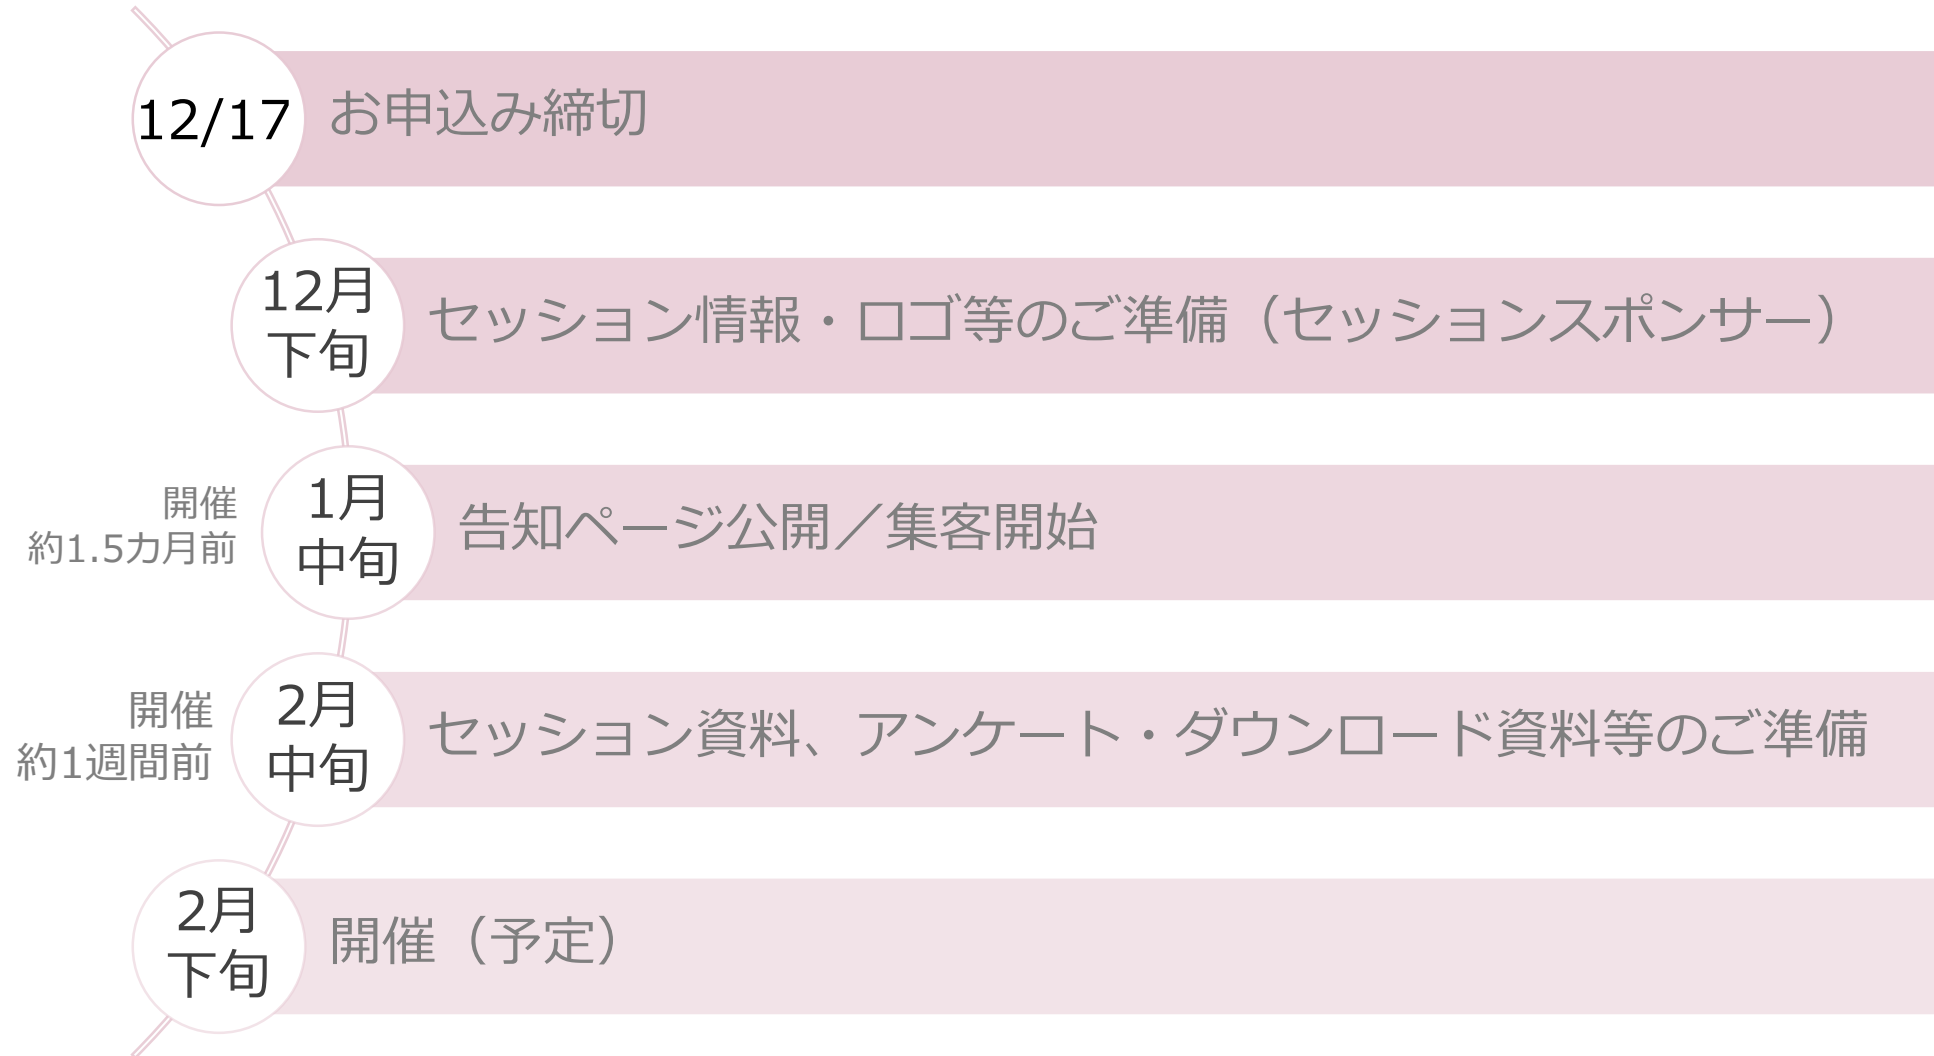 12/17
お申込み締切
12月
下旬
セッション情報・ロゴ等のご準備（セッションスポンサー）
開催
約1.5カ月前
1月
中旬
告知ページ公開／集客開始
開催
約1週間前
2月
中旬
セッション資料、アンケート・ダウンロード資料等のご準備
2月
下旬
開催（予定）